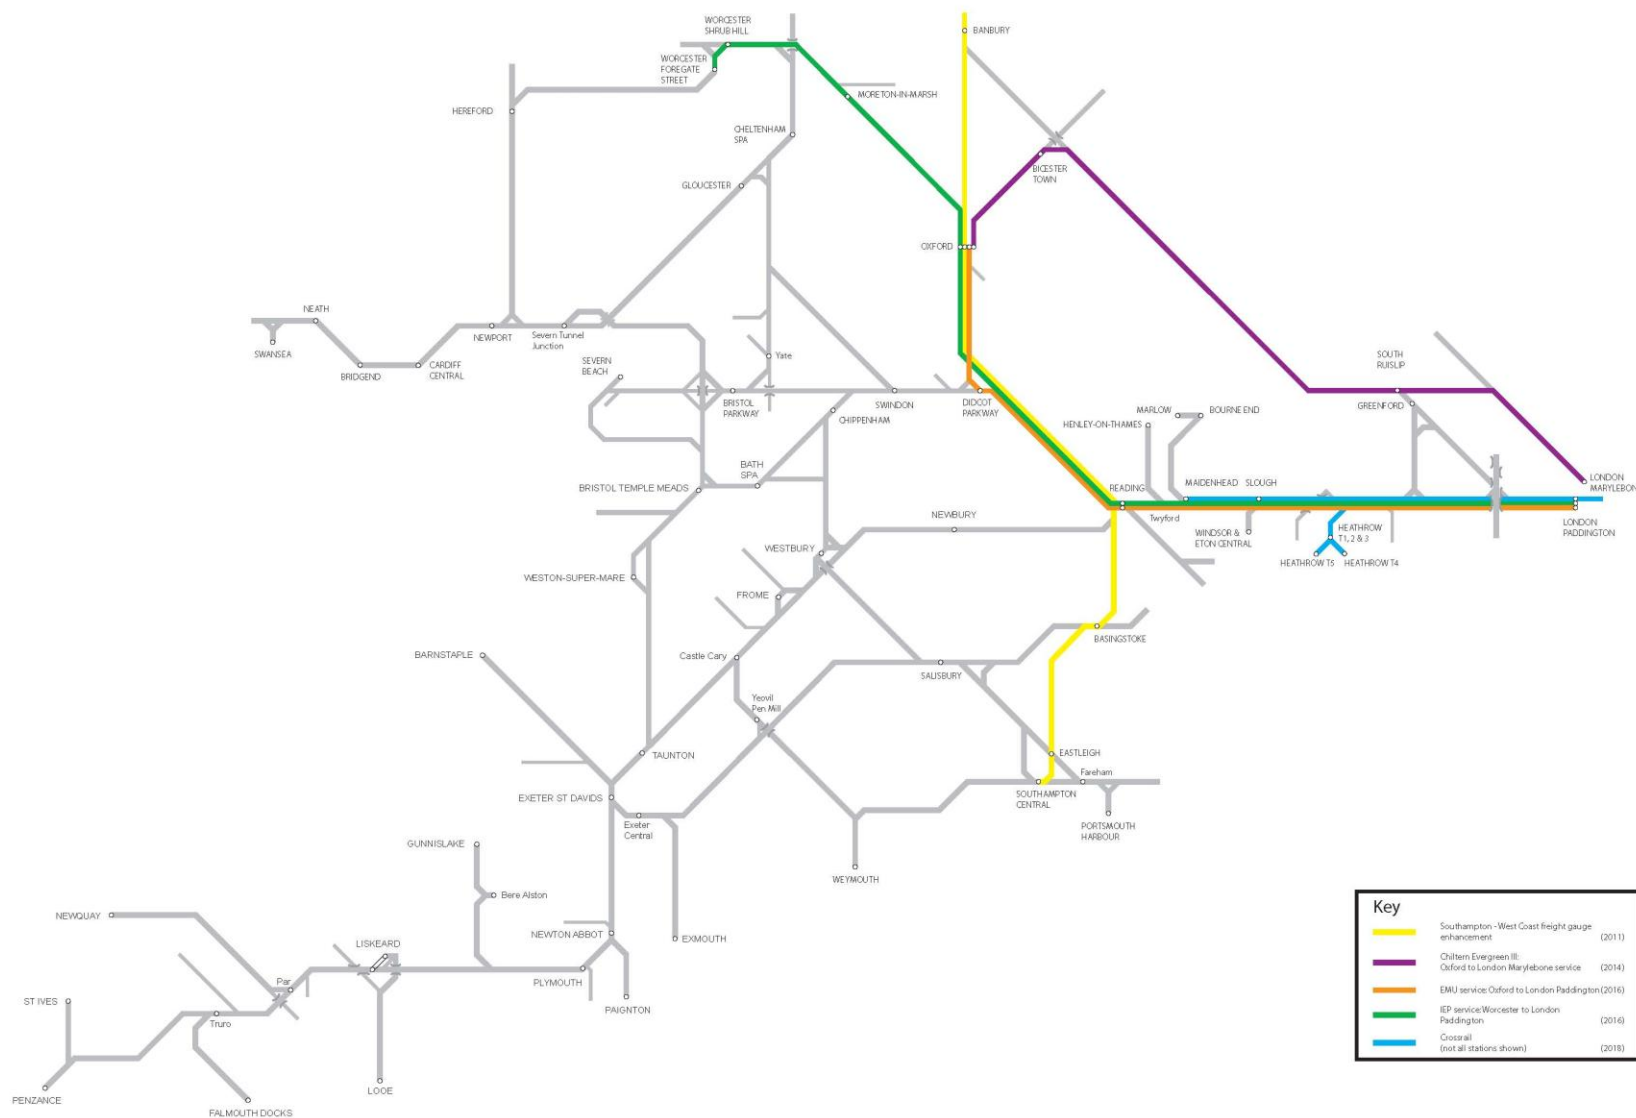 WORCESTER
SHRUB HILL
BANBURY
WORCESTER
FOREGATE
STREET
MORETON-IN-MARSH
HEREFORD
CHELTENHAM
SPA
BICESTER
TOWN
GLOUCESTER
OXFORD
NEATH
NEWPORT
Severn Tunnel
Junction
SWANSEA
BRIDGEND
CARDIFF
CENTRAL
SEVERN
BEACH
Yate
SOUTH
RUISLIP
BRISTOL
PARKWAY
SWINDON
DIDCOT
PARKWAY
GREENFORD
CHIPPENHAM
MARLOW
BOURNE END
HENLEY-ON-THAMES
BATH
SPA
BRISTOL TEMPLE MEADS
READING
MAIDENHEAD
SLOUGH
LONDON
MARYLEBON
Twyford
NEWBURY
WINDSOR &
ETON CENTRAL
HEATHROW
T1, 2 & 3
LONDON
PADDINGTON
HEATHROW T5
HEATHROW T4
WESTBURY
WESTON-SUPER-MARE
FROME
BASINGSTOKE
BARNSTAPLE
Castle Cary
SALISBURY
Yeovil
Pen Mill
TAUNTON
EASTLEIGH
Fareham
EXETER ST DAVIDS
SOUTHAMPTON
CENTRAL
Exeter
Central
PORTSMOUTH
HARBOUR
GUNNISLAKE
WEYMOUTH
Bere Alston
NEWQUAY
NEWTON ABBOT
EXMOUTH
LISKEARD
PLYMOUTH
Par
ST IVES
PAIGNTON
Truro
LOOE
PENZANCE
FALMOUTH DOCKS
Key
Southampton - West Coast freight gauge
enhancement (2011)
Chiltern Evergreen III:
Oxford to London Marylebone service (2014)
EMU service: Oxford to London Paddington (2016)
IEP service: Worcester to London
Paddington (2016)
Crossrail
(not all stations shown) (2018)